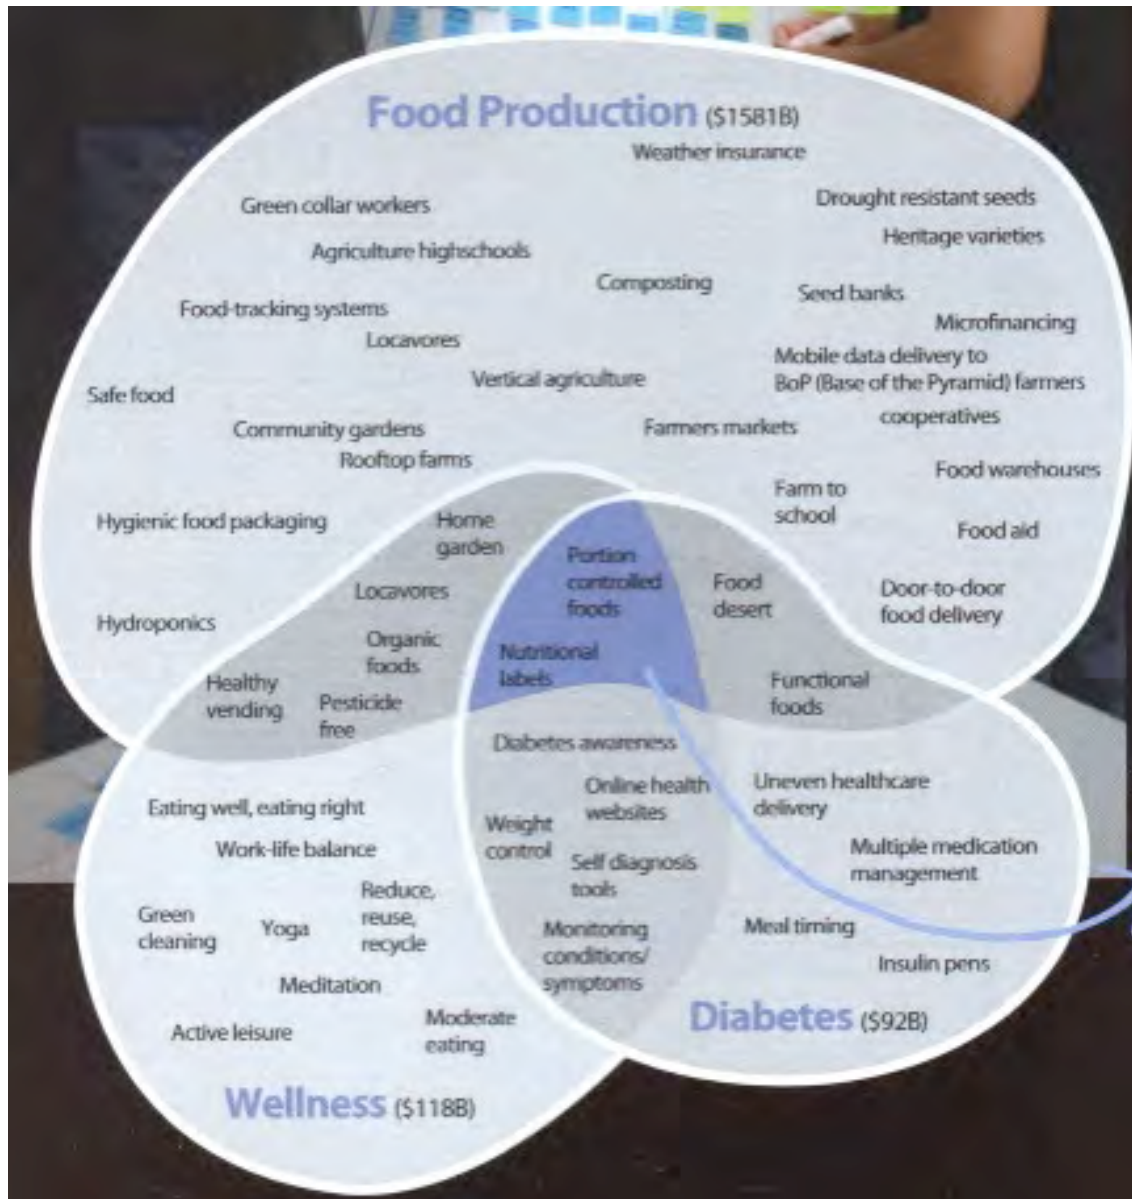 Food Production ($1581B)
Weather insurance
Green collar workers
Drought resistant seeds
Agriculture highschools
Heritage varieties
Composting
Seed banks
Food-tracking systems
Microfinancing
Locavores
Mobile data delivery to
BoP (Base of the Pyramid) farmers
Vertical agriculture
Safe food
cooperatives
Community gardens
Farmers markets
Rooftop farms
Food warehouses
Farm to
school
Hygienic food packaging
Home
garden
Food aid
Portion
controlled
foods
Food
desert
Door-to-door
food delivery
Locavores
Hydroponics
Organic
foods
Nutritional
labels
Healthy
vending
Pesticide
free
Functional
foods
Diabetes awareness
Online health
websites
Uneven healthcare
delivery
Eating well, eating right
Weight
control
Work-life balance
Self diagnosis
tools
Multiple medication
management
Reduce,
reuse,
recycle
Green
cleaning
Yoga
Monitoring
conditions/
symptoms
Meal timing
Insulin pens
Meditation
Active leisure
Moderate
eating
Diabetes ($92B)
Wellness ($118B)